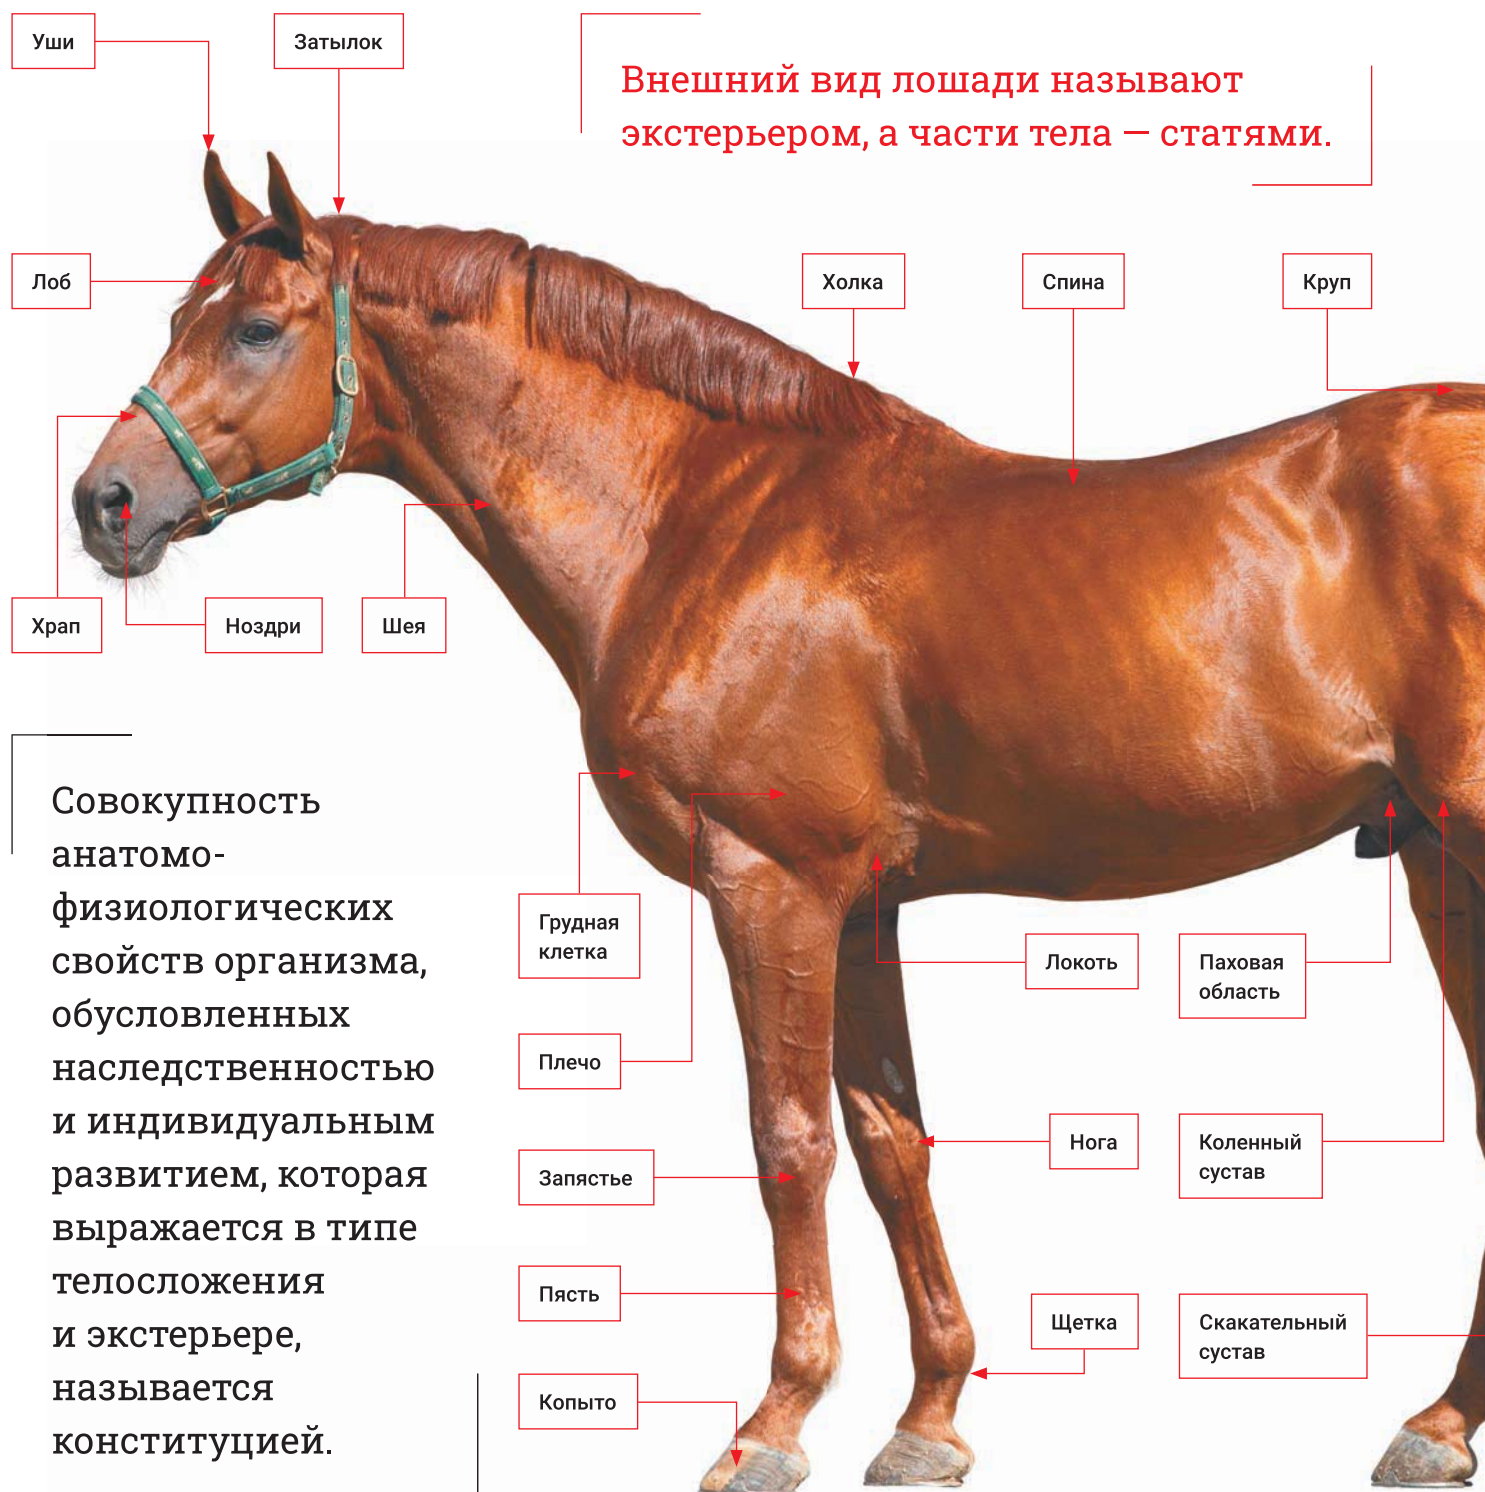 Уши
Затылок
Внешний вид лошади называют
экстерьером, а части тела — статями.
Лоб
Холка
Спина
Круп
Храп
Ноздри
Шея
Совокупность
анатомо-
физиологических
свойств организма,
обусловленных
наследственностью
и индивидуальным
развитием, которая
выражается в типе
телосложения
и экстерьере,
называется
конституцией.
Грудная
клетка
Локоть
Паховая
область
Плечо
Нога
Коленный
сустав
Запястье
Пясть
Щетка
Скакательный
сустав
Копыто